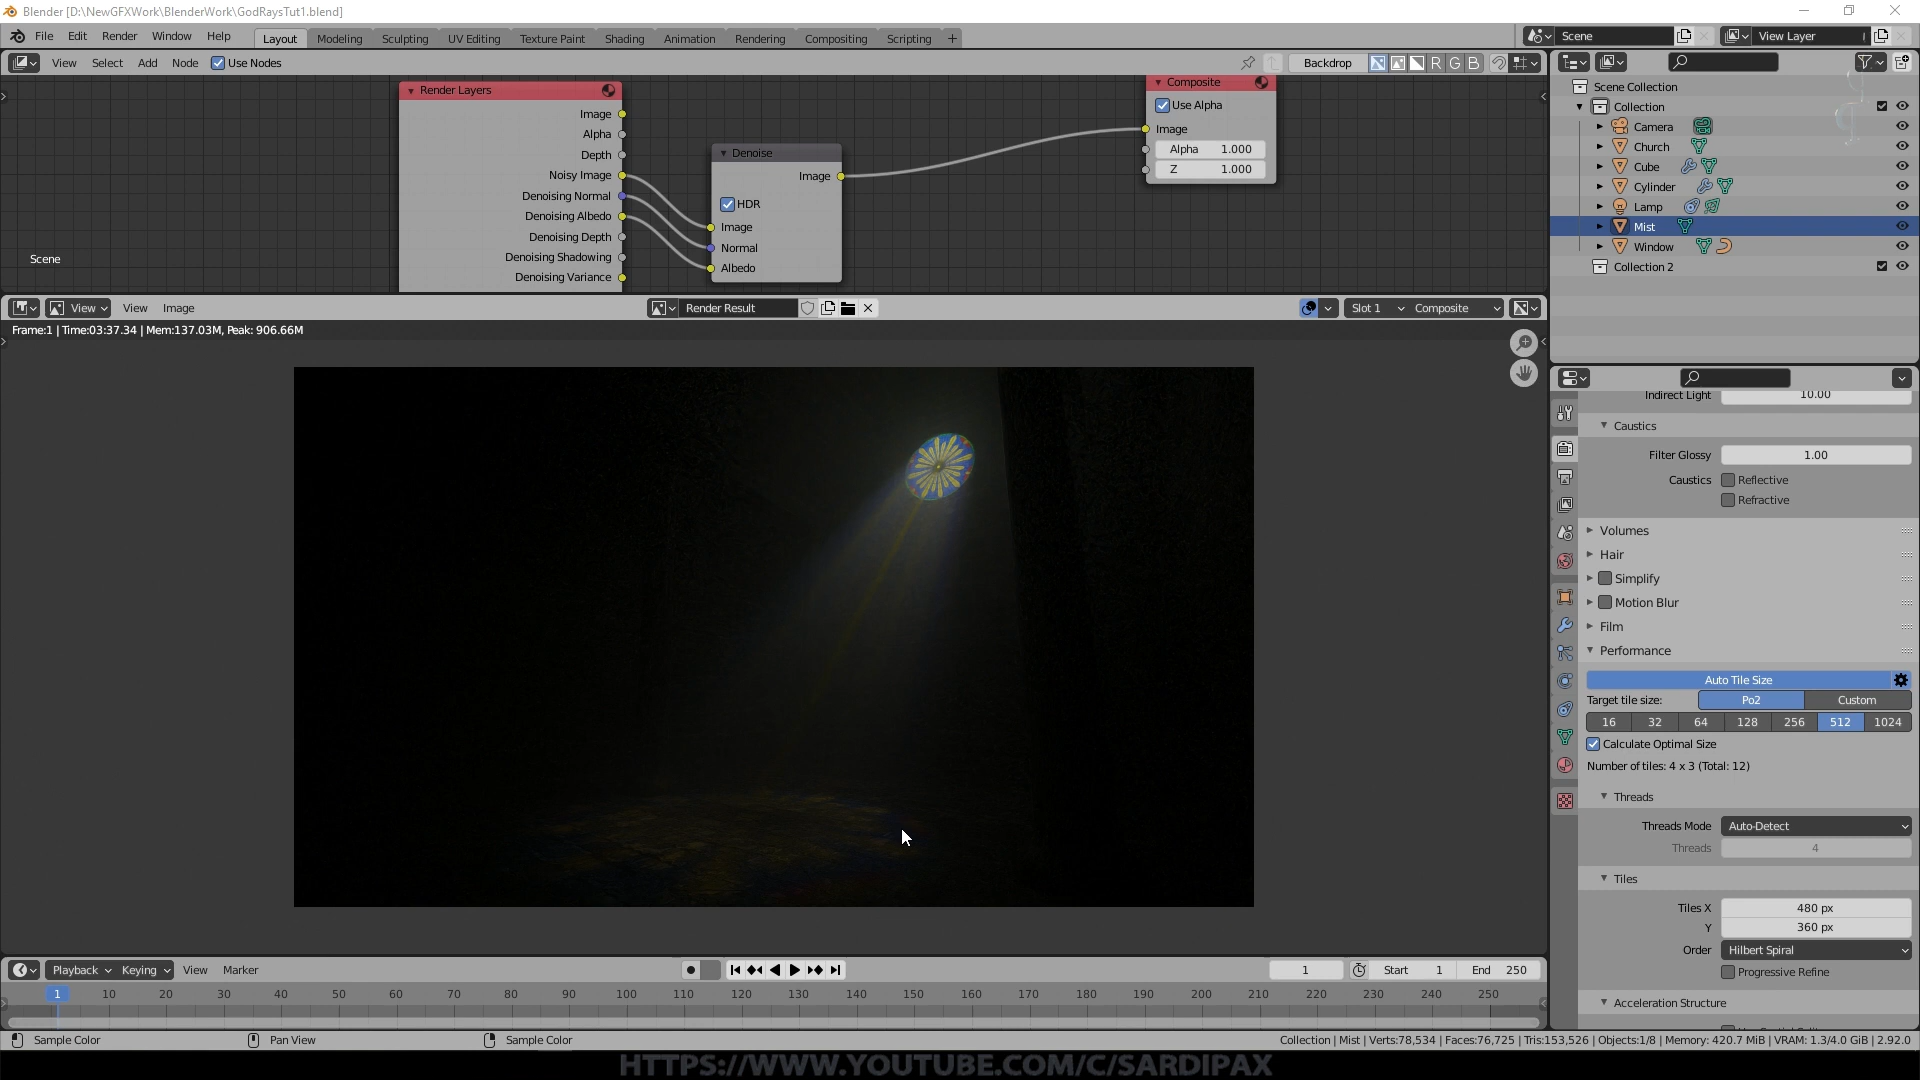 Blender [D:\NewGFXWork\BlenderWork\GodRaysTut1.blend]
File Edit Render Window Help Layout Modeling Sculpting UV Editing Texture Paint Shading Animation Rendering Compositing Scripting + Scene View Layer
View Select Add Node Use Nodes Backdrop R G B
Render Layers
Image
Alpha
Depth
Noisy Image
Denoising Normal
Denoising Albedo
Denoising Depth
Denoising Shadowing
Denoising Variance
Denoise
Image
HDR
Image
Normal
Albedo
Composite
Use Alpha
Image
Alpha 1.000
Z 1.000
Scene
Scene Collection
Collection
Camera
Church
Cube
Cylinder
Lamp
Mist
Window
Collection 2
View View Image Render Result Slot 1 Composite
Frame:1 | Time:03:37.34 | Mem:137.03M, Peak: 906.66M
Indirect Light 10.00
Caustics
Filter Glossy 1.00
Caustics Reflective
Refractive
Volumes
Hair
Simplify
Motion Blur
Film
Performance
Auto Tile Size
Target tile size: Po2 Custom
16 32 64 128 256 512 1024
Calculate Optimal Size
Number of tiles: 4 x 3 (Total: 12)
Threads
Threads Mode Auto-Detect
Threads 4
Tiles
Tiles X 480 px
Y 360 px
Order Hilbert Spiral
Progressive Refine
Acceleration Structure
Playback Keying View Marker 1 Start 1 End 250
1 10 20 30 40 50 60 70 80 90 100 110 120 130 140 150 160 170 180 190 200 210 220 230 240 250
Sample Color Pan View Sample Color Collection | Mist | Verts:78,534 | Faces:76,725 | Tris:153,526 | Objects:1/8 | Memory: 420.7 MiB | VRAM: 1.3/4.0 GiB | 2.92.0
HTTPS://WWW.YOUTUBE.COM/C/SARDIPAX